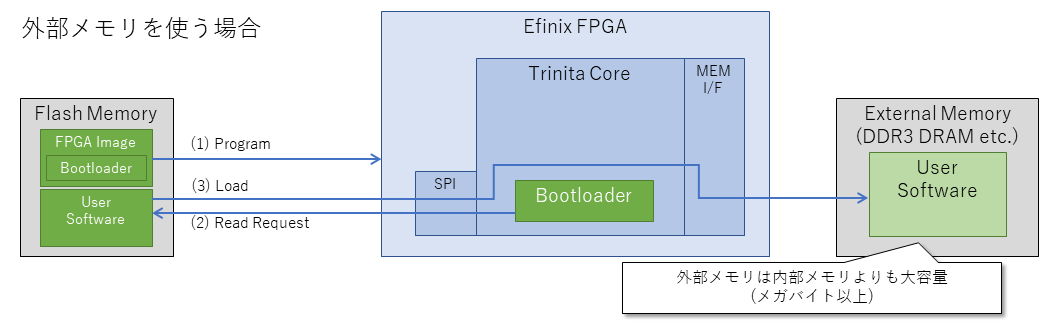 外部メモリを使う場合
Efinix FPGA
Trinita Core
MEM
I/F
Flash Memory
FPGA Image
Bootloader
User
Software
(1) Program
(3) Load
(2) Read Request
SPI
Bootloader
External Memory
(DDR3 DRAM etc.)
User
Software
外部メモリは内部メモリよりも大容量
(メガバイト以上)